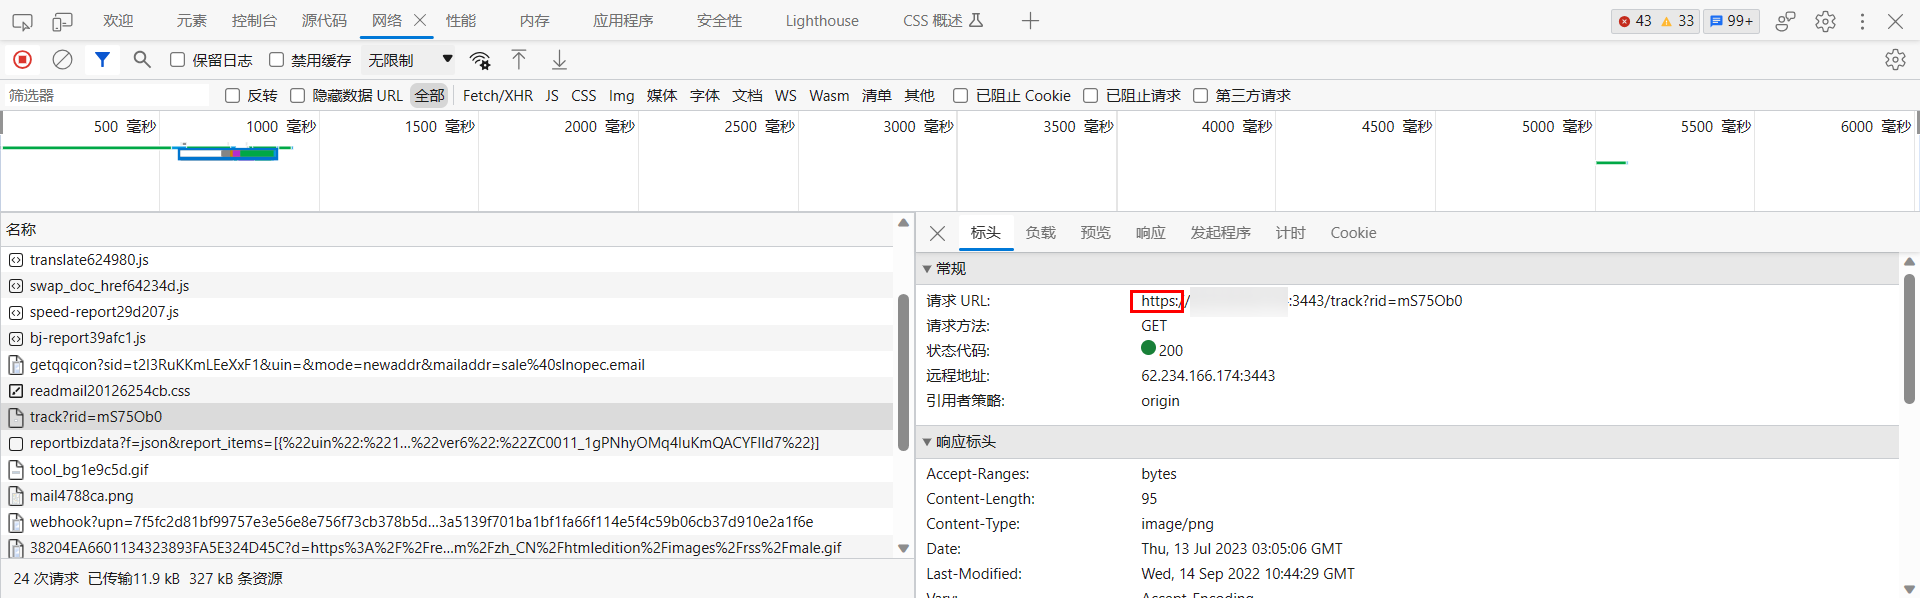 欢迎 元素 控制台 源代码 网络 性能 内存 应用程序 安全性 Lighthouse CSS 概述 43 33 99+
保留日志 禁用缓存 无限制
筛选器 反转 隐藏数据 URL 全部 Fetch/XHR JS CSS Img 媒体 字体 文档 WS Wasm 清单 其他 已阻止 Cookie 已阻止请求 第三方请求
500 毫秒 1000 毫秒 1500 毫秒 2000 毫秒 2500 毫秒 3000 毫秒 3500 毫秒 4000 毫秒 4500 毫秒 5000 毫秒 5500 毫秒 6000 毫秒
名称
translate624980.js
swap_doc_href64234d.js
speed-report29d207.js
bj-report39afc1.js
getqqicon?sid=t2I3RuKKmLEeXxF1&uin=&mode=newaddr&mailaddr=sale%40slnopec.email
readmail20126254cb.css
track?rid=mS75Ob0
reportbizdata?f=json&report_items=[{%22uin%22:%221...%22ver6%22:%22ZC0011_1gPNhyOMq4IuKmQACYFIId7%22}]
tool_bg1e9c5d.gif
mail4788ca.png
webhook?upn=7f5fc2d81bf99757e3e56e8e756f73cb378b5d...3a5139f701ba1bf1fa66f114e5f4c59b06cb37d910e2a1f6e
38204EA6601134323893FA5E324D45C?d=https%3A%2F%2Fre...m%2Fzh_CN%2Fhtmledition%2Fimages%2Frss%2Fmale.gif
24 次请求 已传输11.9 kB 327 kB 条资源
标头 负载 预览 响应 发起程序 计时 Cookie
常规
请求 URL: https:// :3443/track?rid=mS75Ob0
请求方法: GET
状态代码: 200
远程地址: 62.234.166.174:3443
引用者策略: origin
响应标头
Accept-Ranges: bytes
Content-Length: 95
Content-Type: image/png
Date: Thu, 13 Jul 2023 03:05:06 GMT
Last-Modified: Wed, 14 Sep 2022 10:44:29 GMT
Vary: Accept-Encoding